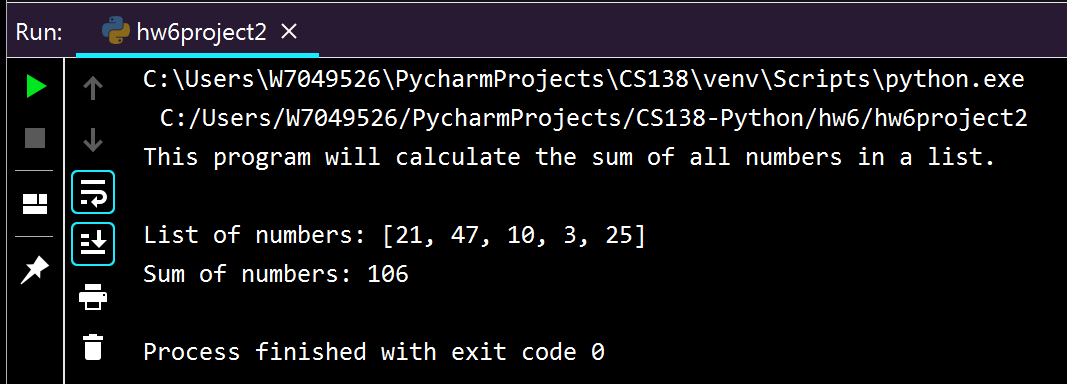 Run: hw6project2
C:\Users\W7049526\PycharmProjects\CS138\venv\Scripts\python.exe
C:/Users/W7049526/PycharmProjects/CS138-Python/hw6/hw6project2
This program will calculate the sum of all numbers in a list.
List of numbers: [21, 47, 10, 3, 25]
Sum of numbers: 106
Process finished with exit code 0